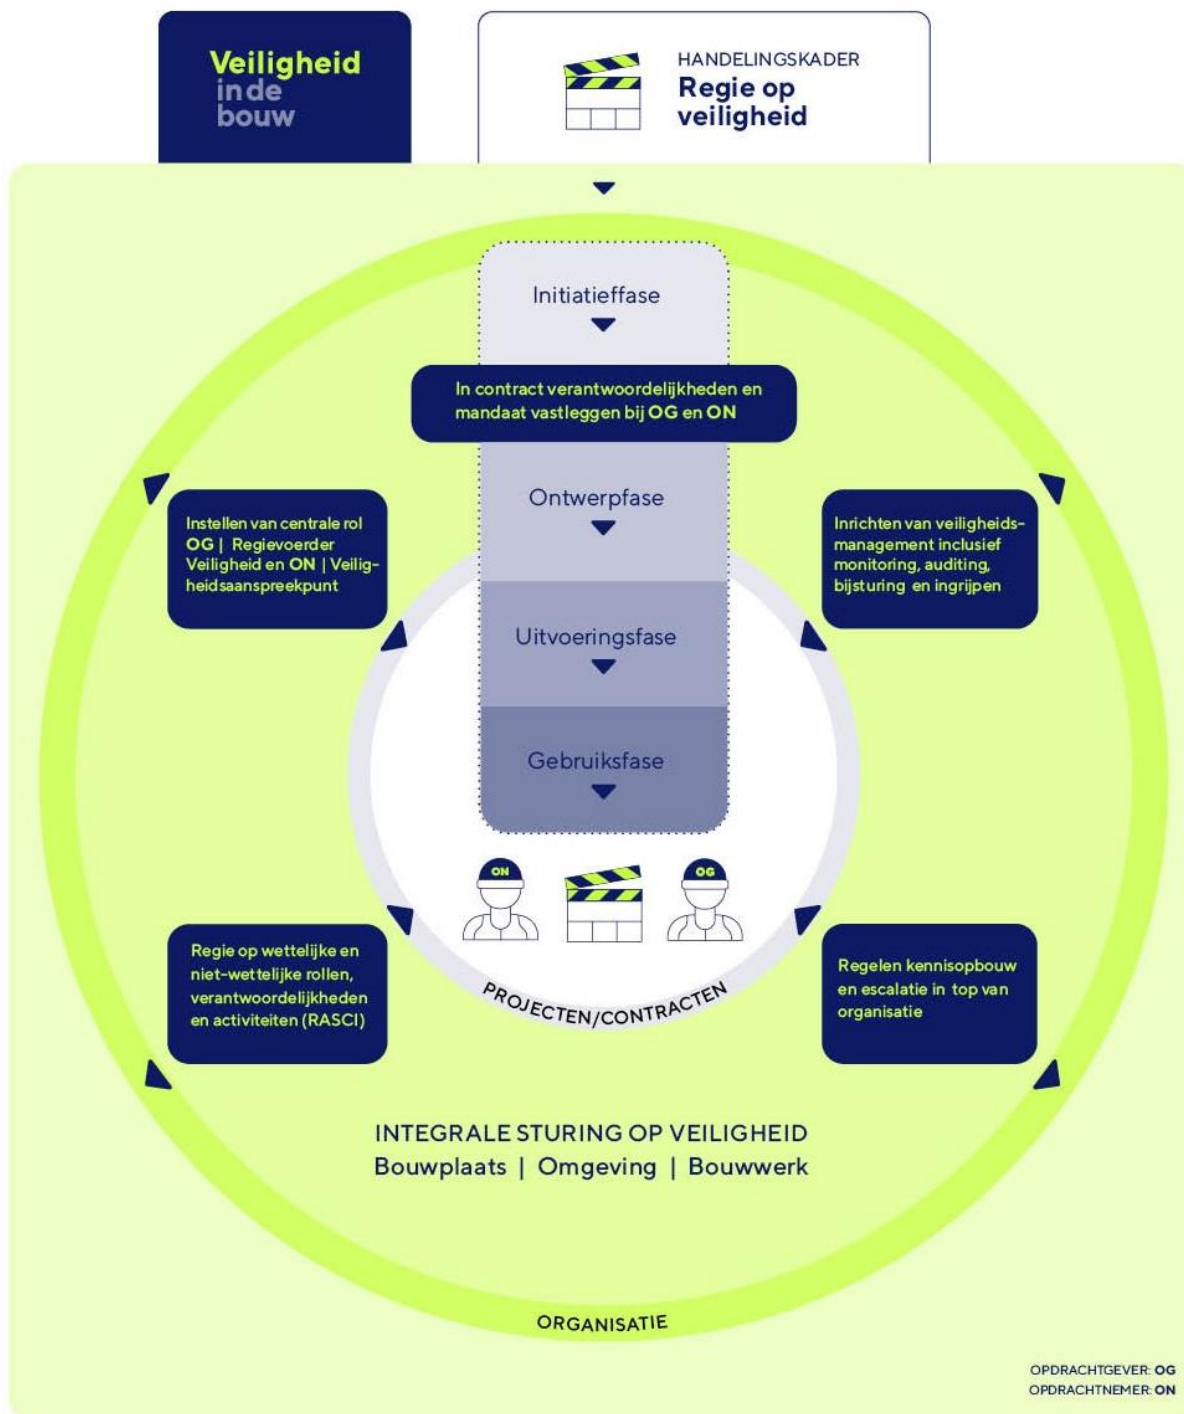 Veiligheid
in de
bouw
HANDELINGSKADER
Regie op
veiligheid
Initiatieffase
In contract verantwoordelijkheden en
mandaat vastleggen bij OG en ON
Ontwerpfase
Instellen van centrale rol
OG | Regievoerder
Veiligheid en ON | Veilig-
heidsaanspreekpunt
Inrichten van veiligheids-
management inclusief
monitoring, auditing,
bijsturing en ingrijpen
Uitvoeringsfase
Gebruiksfase
ON
OG
Regie op wettelijke en
niet-wettelijke rollen,
verantwoordelijkheden
en activiteiten (RASCI)
Regelen kennisopbouw
en escalatie in top van
organisatie
PROJECTEN/CONTRACTEN
INTEGRALE STURING OP VEILIGHEID
Bouwplaats | Omgeving | Bouwwerk
ORGANISATIE
OPDRACHTGEVER: OG
OPDRACHTNEMER: ON